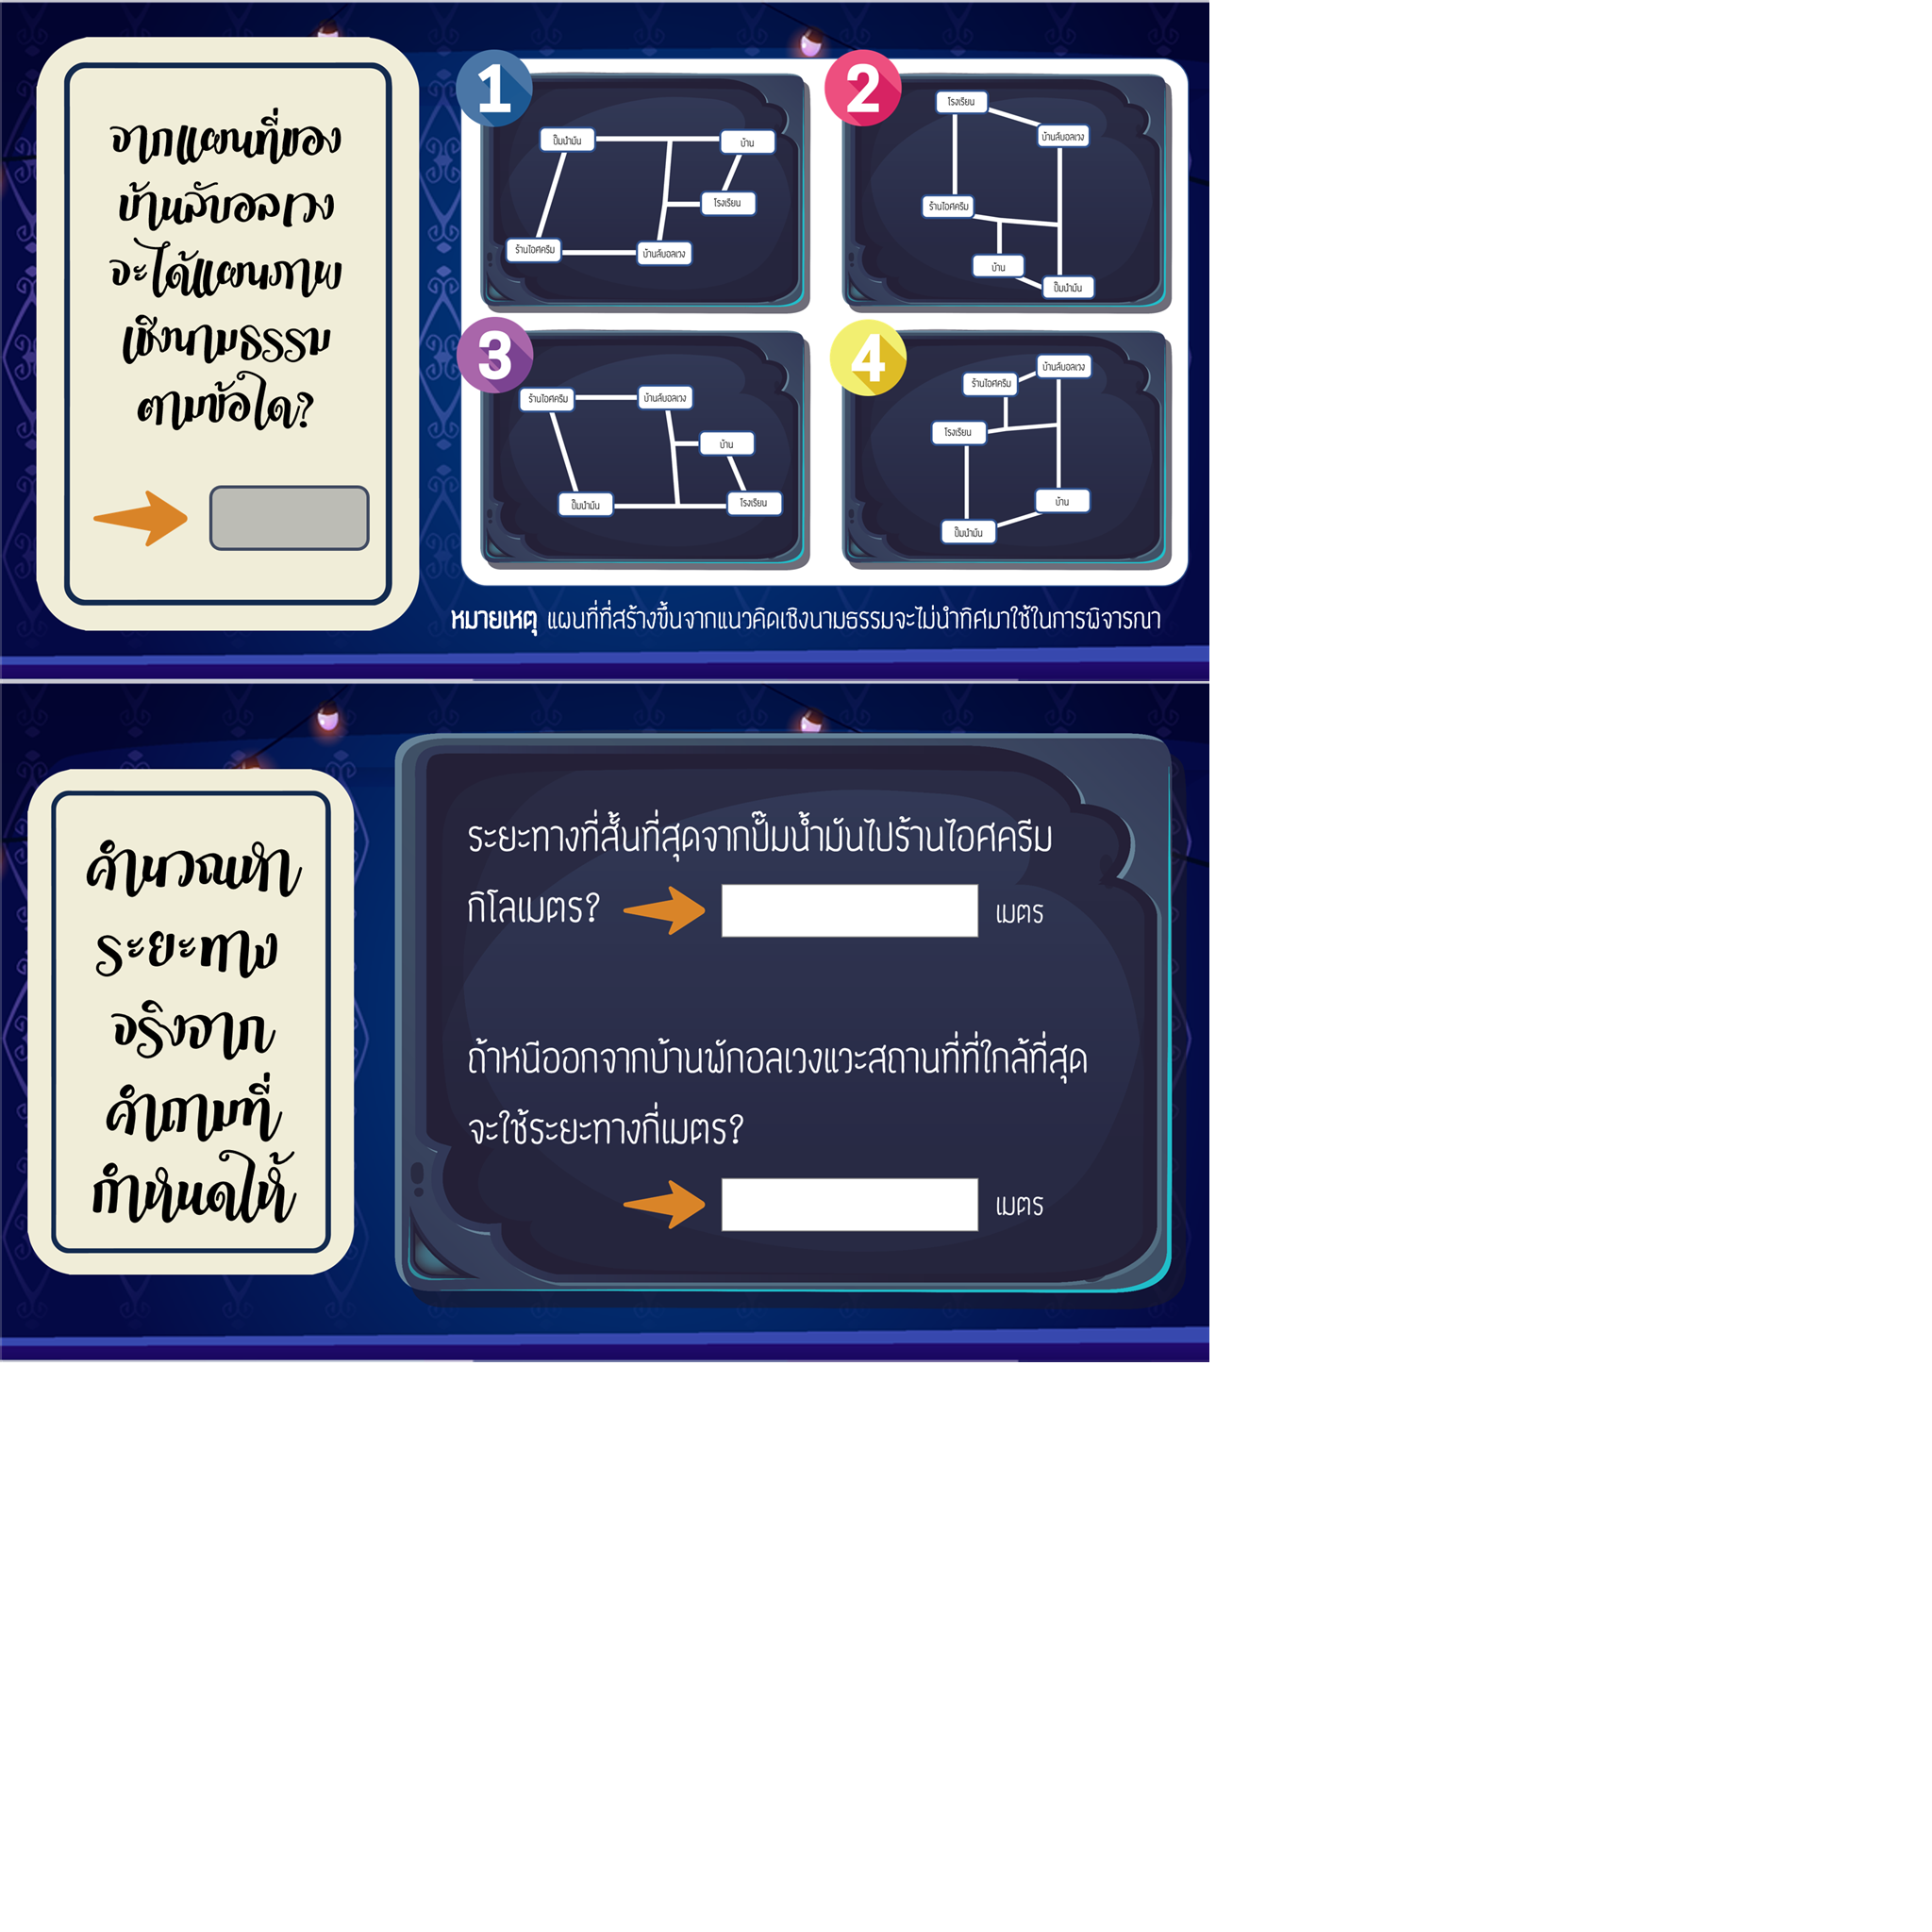 จากแผนที่ของ
บ้านลับอลเวง
จะได้แผนภาพ
เชิงนามธรรม
ตามข้อใด?
1
ปั๊มน้ำมัน
บ้าน
โรงเรียน
ร้านไอศครีม
บ้านลับอลเวง
2
โรงเรียน
บ้านลับอลเวง
ร้านไอศครีม
บ้าน
ปั๊มน้ำมัน
3
ร้านไอศครีม
บ้านลับอลเวง
บ้าน
ปั๊มน้ำมัน
โรงเรียน
4
บ้านลับอลเวง
ร้านไอศครีม
โรงเรียน
บ้าน
ปั๊มน้ำมัน
หมายเหตุ แผนที่ที่สร้างขึ้นจากแนวคิดเชิงนามธรรมจะไม่นำทิศมาใช้ในการพิจารณา
คำนวณหา
ระยะทาง
จริงจาก
คำถามที่
กำหนดให้
ระยะทางที่สั้นที่สุดจากปั๊มน้ำมันไปร้านไอศครีม
กิโลเมตร?
เมตร
ถ้าหนีออกจากบ้านพักอลเวงแวะสถานที่ที่ใกล้ที่สุด
จะใช้ระยะทางกี่เมตร?
เมตร